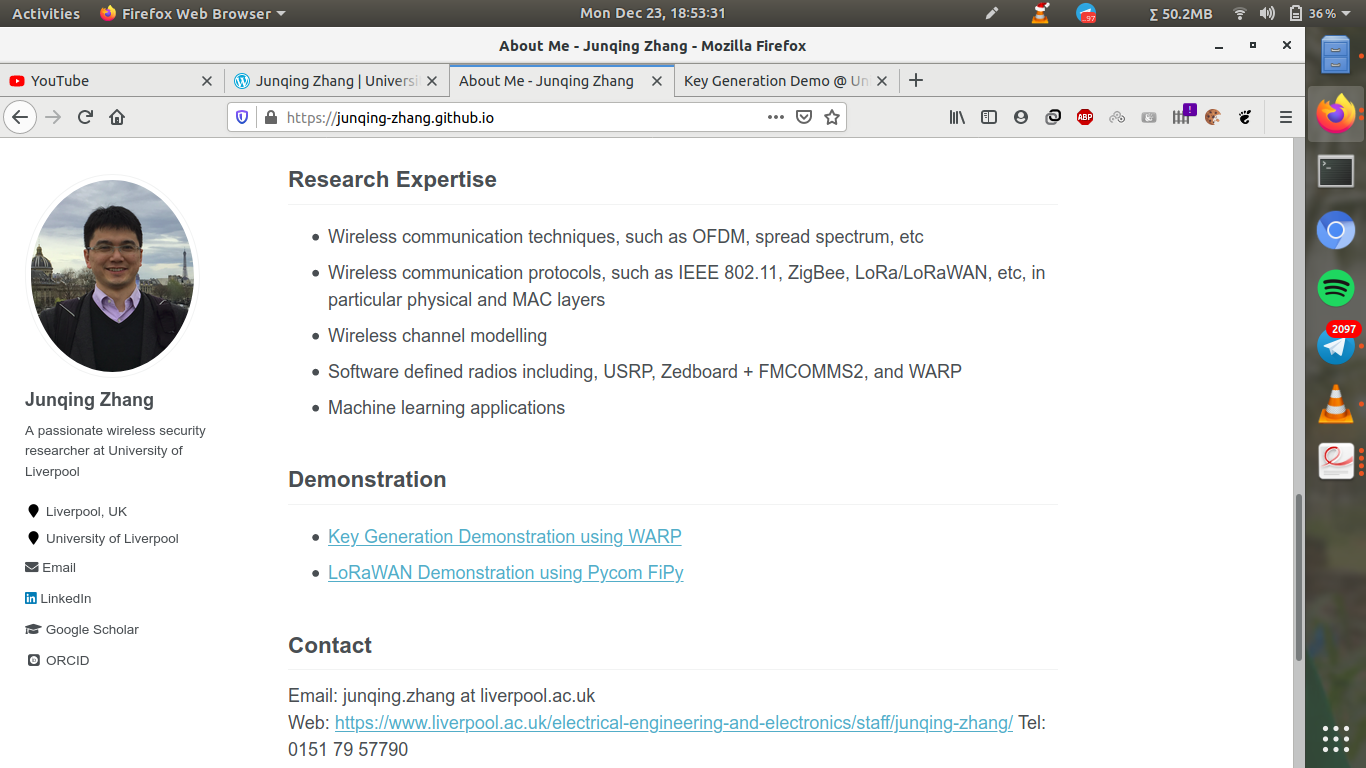 Activities Firefox Web Browser Mon Dec 23, 18:53:31 97 Σ 50.2MB 36%
About Me - Junqing Zhang - Mozilla Firefox
YouTube Junqing Zhang | Universi About Me - Junqing Zhang Key Generation Demo @ Un
https://junqing-zhang.github.io ABP !
Research Expertise
Wireless communication techniques, such as OFDM, spread spectrum, etc
Wireless communication protocols, such as IEEE 802.11, ZigBee, LoRa/LoRaWAN, etc, in
particular physical and MAC layers
Wireless channel modelling
Software defined radios including, USRP, Zedboard + FMCOMMS2, and WARP
2097
Junqing Zhang
Machine learning applications
A passionate wireless security
researcher at University of
Liverpool
Demonstration
Liverpool, UK
University of Liverpool
Key Generation Demonstration using WARP
Email
LoRaWAN Demonstration using Pycom FiPy
LinkedIn
Google Scholar
ORCID
Contact
Email: junqing.zhang at liverpool.ac.uk
Web: https://www.liverpool.ac.uk/electrical-engineering-and-electronics/staff/junqing-zhang/ Tel:
0151 79 57790